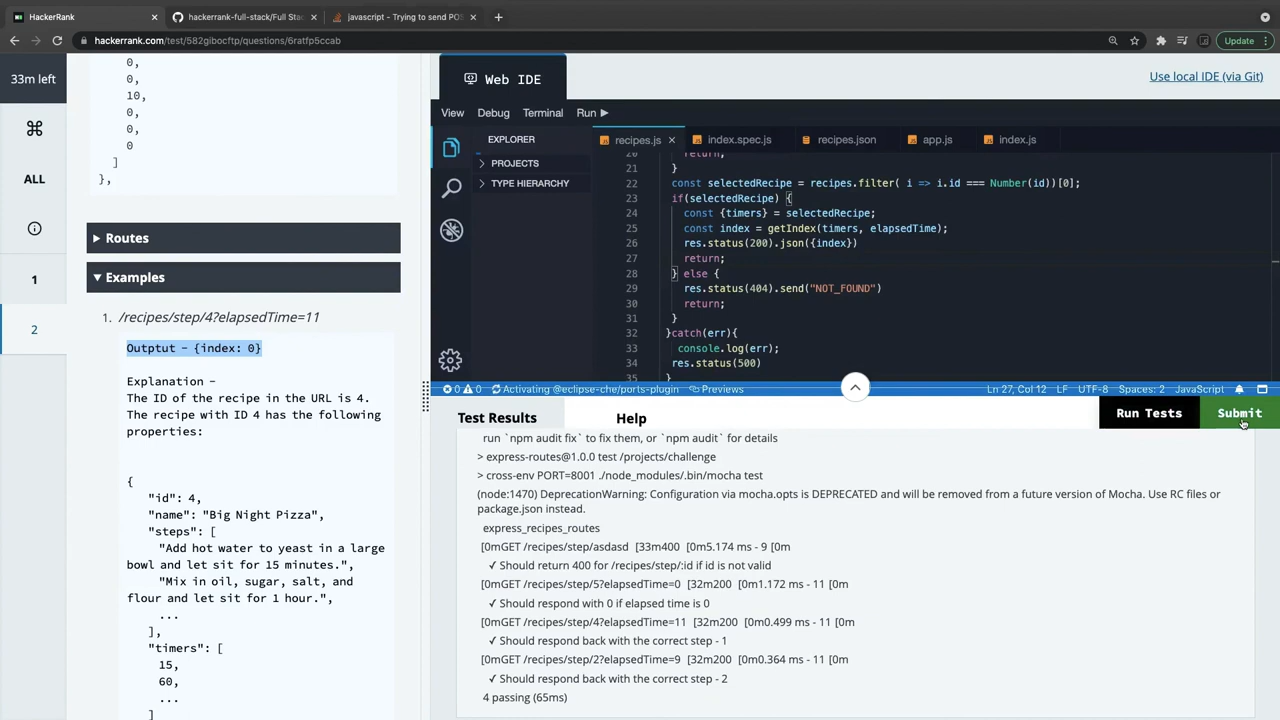 HackerRank
hackerrank-full-stack/Full Stac
javascript - Trying to send POS
hackerrank.com/test/582gibocftp/questions/6ratfp5ccab
Update
33m left
ALL
1
2
0,
0,
10,
0,
0,
0
]
},
Routes
Examples
1. /recipes/step/4?elapsedTime=11
Outptut - {index: 0}
Explanation -
The ID of the recipe in the URL is 4.
The recipe with ID 4 has the following
properties:
{
"id": 4,
"name": "Big Night Pizza",
"steps": [
"Add hot water to yeast in a large
bowl and let sit for 15 minutes.",
"Mix in oil, sugar, salt, and
flour and let sit for 1 hour.",
...
],
"timers": [
15,
60,
...
]
Web IDE
Use local IDE (via Git)
View Debug Terminal Run
EXPLORER
PROJECTS
TYPE HIERARCHY
recipes.js index.spec.js recipes.json app.js index.js
20 return;
21 }
22 const selectedRecipe = recipes.filter( i => i.id === Number(id))[0];
23 if(selectedRecipe) {
24 const {timers} = selectedRecipe;
25 const index = getIndex(timers, elapsedTime);
26 res.status(200).json({index})
27 return;
28 } else {
29 res.status(404).send("NOT_FOUND")
30 return;
31 }
32 }catch(err){
33 console.log(err);
34 res.status(500)
35 }
0 0 Activating @eclipse-che/ports-plugin Previews Ln 27, Col 12 LF UTF-8 Spaces: 2 JavaScript
Test Results Help Run Tests Submit
run `npm audit fix` to fix them, or `npm audit` for details
> express-routes@1.0.0 test /projects/challenge
> cross-env PORT=8001 ./node_modules/.bin/mocha test
(node:1470) DeprecationWarning: Configuration via mocha.opts is DEPRECATED and will be removed from a future version of Mocha. Use RC files or
package.json instead.
express_recipes_routes
[0mGET /recipes/step/asdasd [33m400 [0m5.174 ms - 9 [0m
✓ Should return 400 for /recipes/step/:id if id is not valid
[0mGET /recipes/step/5?elapsedTime=0 [32m200 [0m1.172 ms - 11 [0m
✓ Should respond with 0 if elapsed time is 0
[0mGET /recipes/step/4?elapsedTime=11 [32m200 [0m0.499 ms - 11 [0m
✓ Should respond back with the correct step - 1
[0mGET /recipes/step/2?elapsedTime=9 [32m200 [0m0.364 ms - 11 [0m
✓ Should respond back with the correct step - 2
4 passing (65ms)